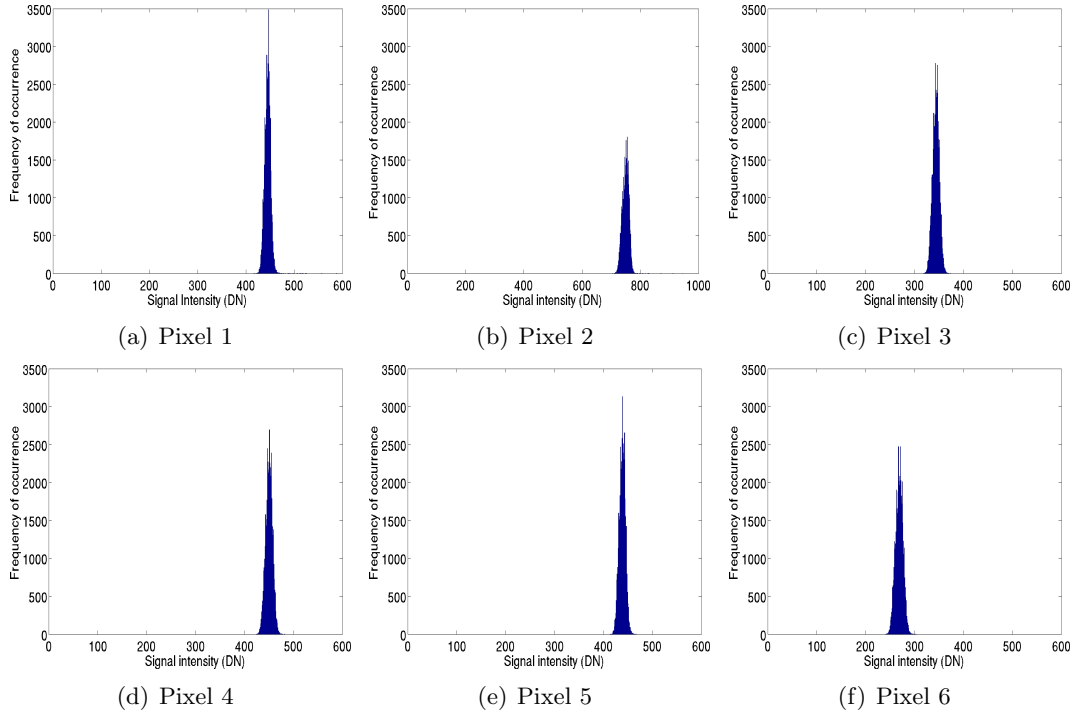 Frequency of occurrence
3500
3000
2500
2000
1500
1000
500
0
0 100 200 300 400 500 600
Signal Intensity (DN)
(a) Pixel 1
Frequency of occurrence
3500
3000
2500
2000
1500
1000
500
0
0 200 400 600 800 1000
Signal intensity (DN)
(b) Pixel 2
Frequency of occurrence
3500
3000
2500
2000
1500
1000
500
0
0 100 200 300 400 500 600
Signal intensity (DN)
(c) Pixel 3
Frequency of occurrence
3500
3000
2500
2000
1500
1000
500
0
0 100 200 300 400 500 600
Signal intensity (DN)
(d) Pixel 4
Frequency of occurrence
3500
3000
2500
2000
1500
1000
500
0
0 100 200 300 400 500 600
Signal intensity (DN)
(e) Pixel 5
Frequency of occurrence
3500
3000
2500
2000
1500
1000
500
0
0 100 200 300 400 500 600
Signal intensity (DN)
(f) Pixel 6